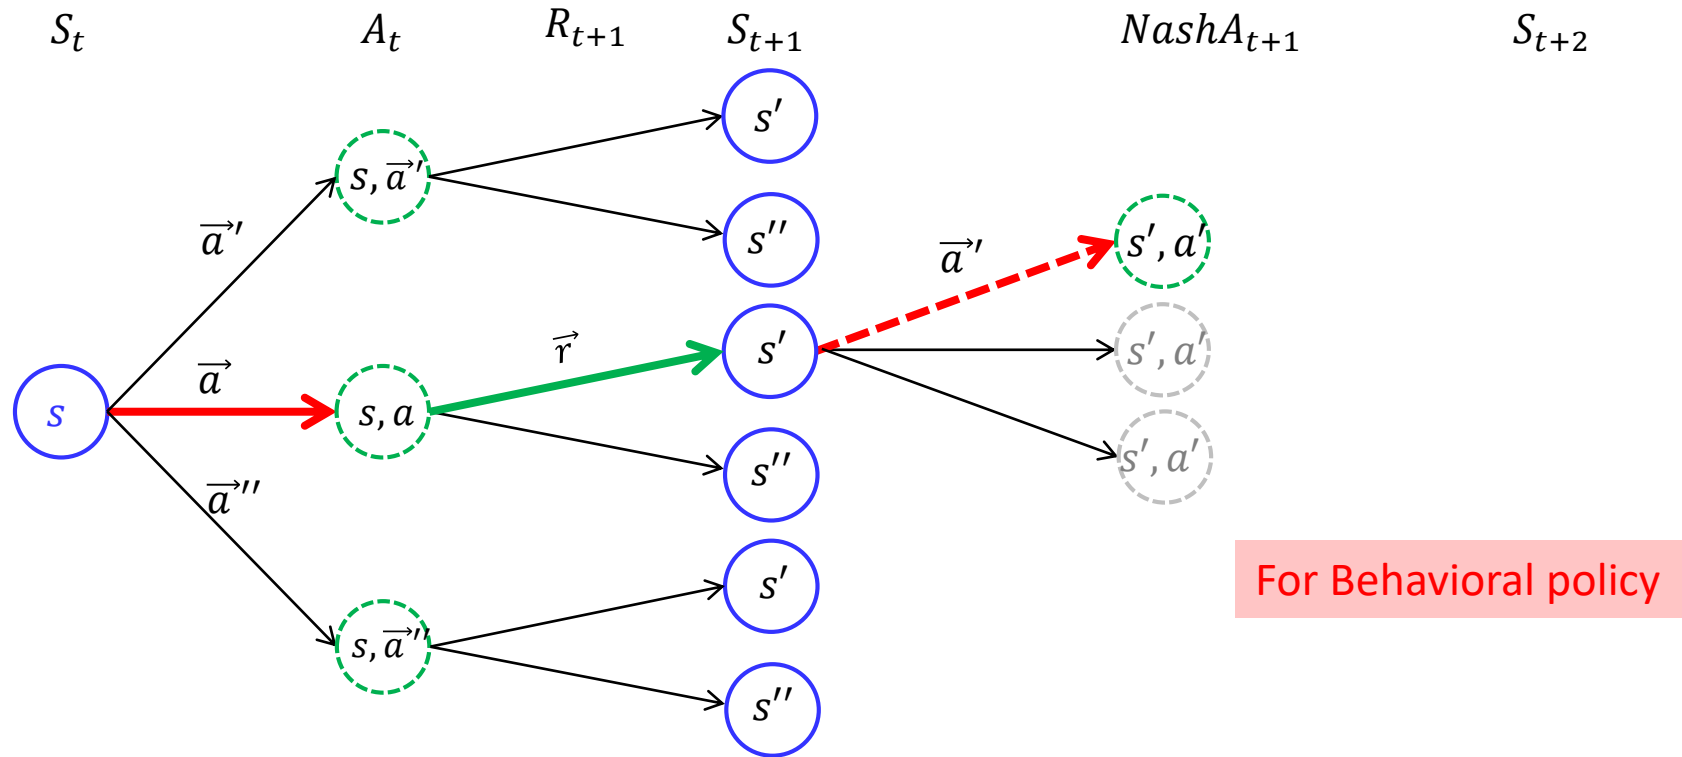 S_t A_t R_{t+1} S_{t+1} NashA_{t+1} S_{t+2}
s'
s, a⃗'
a⃗'
s''
a⃗'
s', a'
r⃗
s'
s', a'
a⃗
s
s, a
s''
s', a'
a⃗''
s'
For Behavioral policy
s, a⃗''
s''